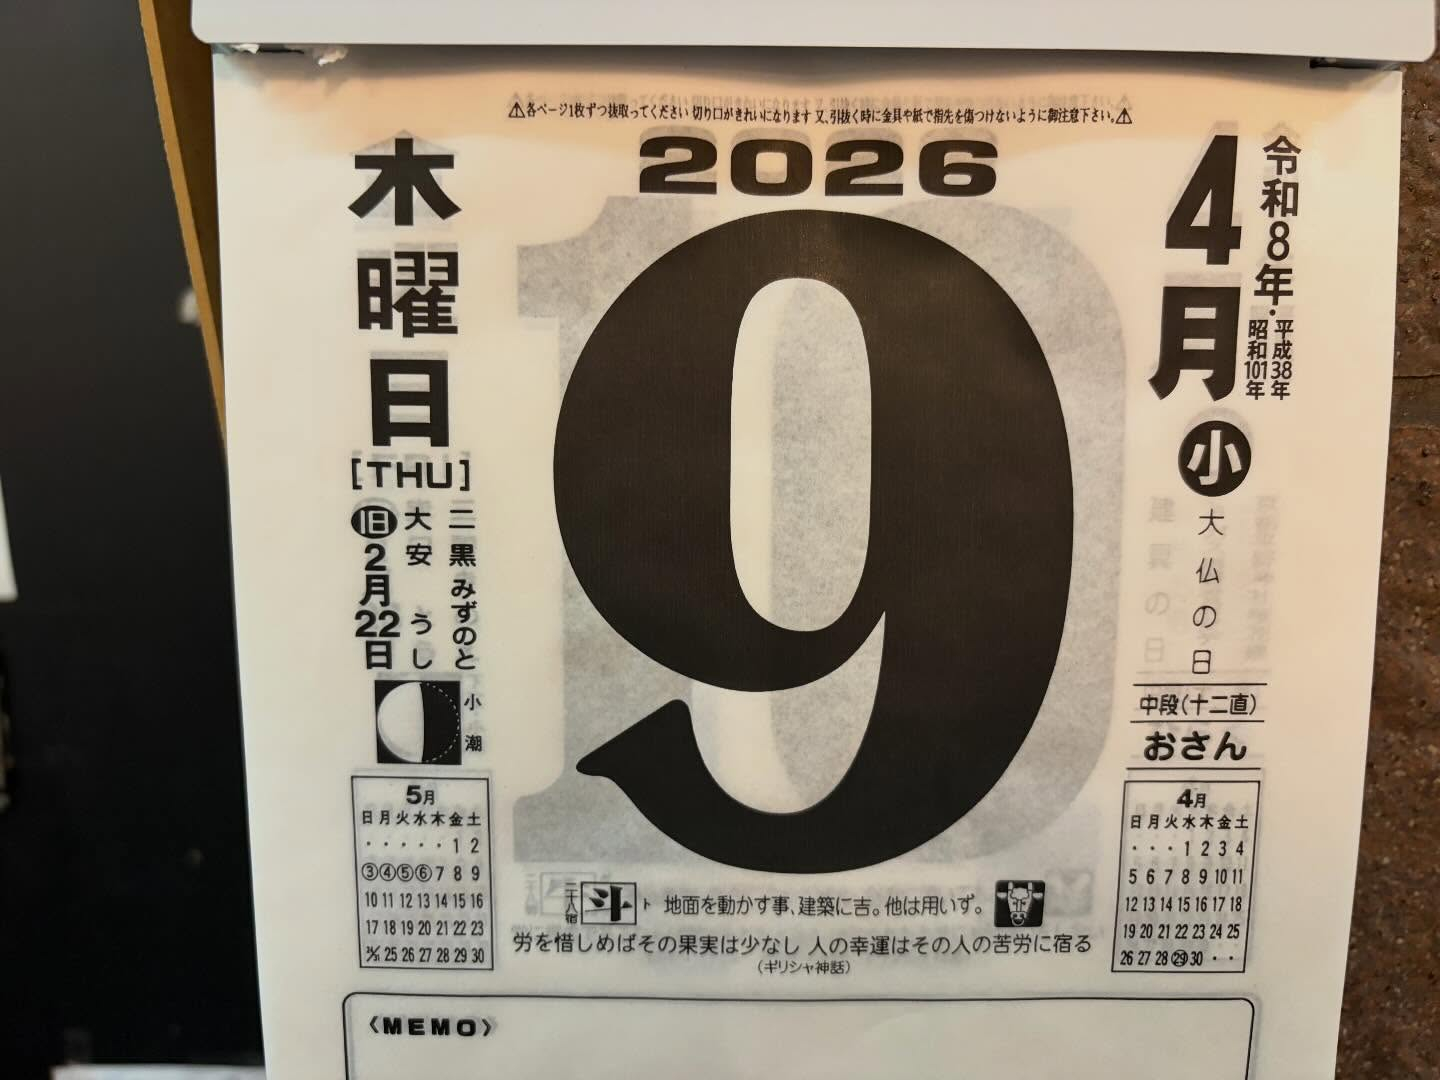 ⚠各ページ1枚ずつ抜取ってください 切り口がきれいになります 又、引抜く時に金具や紙で指先を傷つけないように御注意下さい。⚠
2026
令和8年・平成38年
昭和101年
4月
小
大仏の日
中段(十二直)
おさん
9
木曜日
[THU]
二黒 みずのと
大安 うし
旧2月22日
小潮
5月
日 月 火 水 木 金 土
・ ・ ・ ・ ・ 1 2
③ ④ ⑤ ⑥ 7 8 9
10 11 12 13 14 15 16
17 18 19 20 21 22 23
24/31 25 26 27 28 29 30
4月
日 月 火 水 木 金 土
・ ・ ・ 1 2 3 4
5 6 7 8 9 10 11
12 13 14 15 16 17 18
19 20 21 22 23 24 25
26 27 28 ㉙ 30 ・ ・
二十八宿 斗 ト 地面を動かす事、建築に吉。他は用いず。
労を惜しめばその果実は少なし 人の幸運はその人の苦労に宿る
(ギリシャ神話)
〈MEMO〉